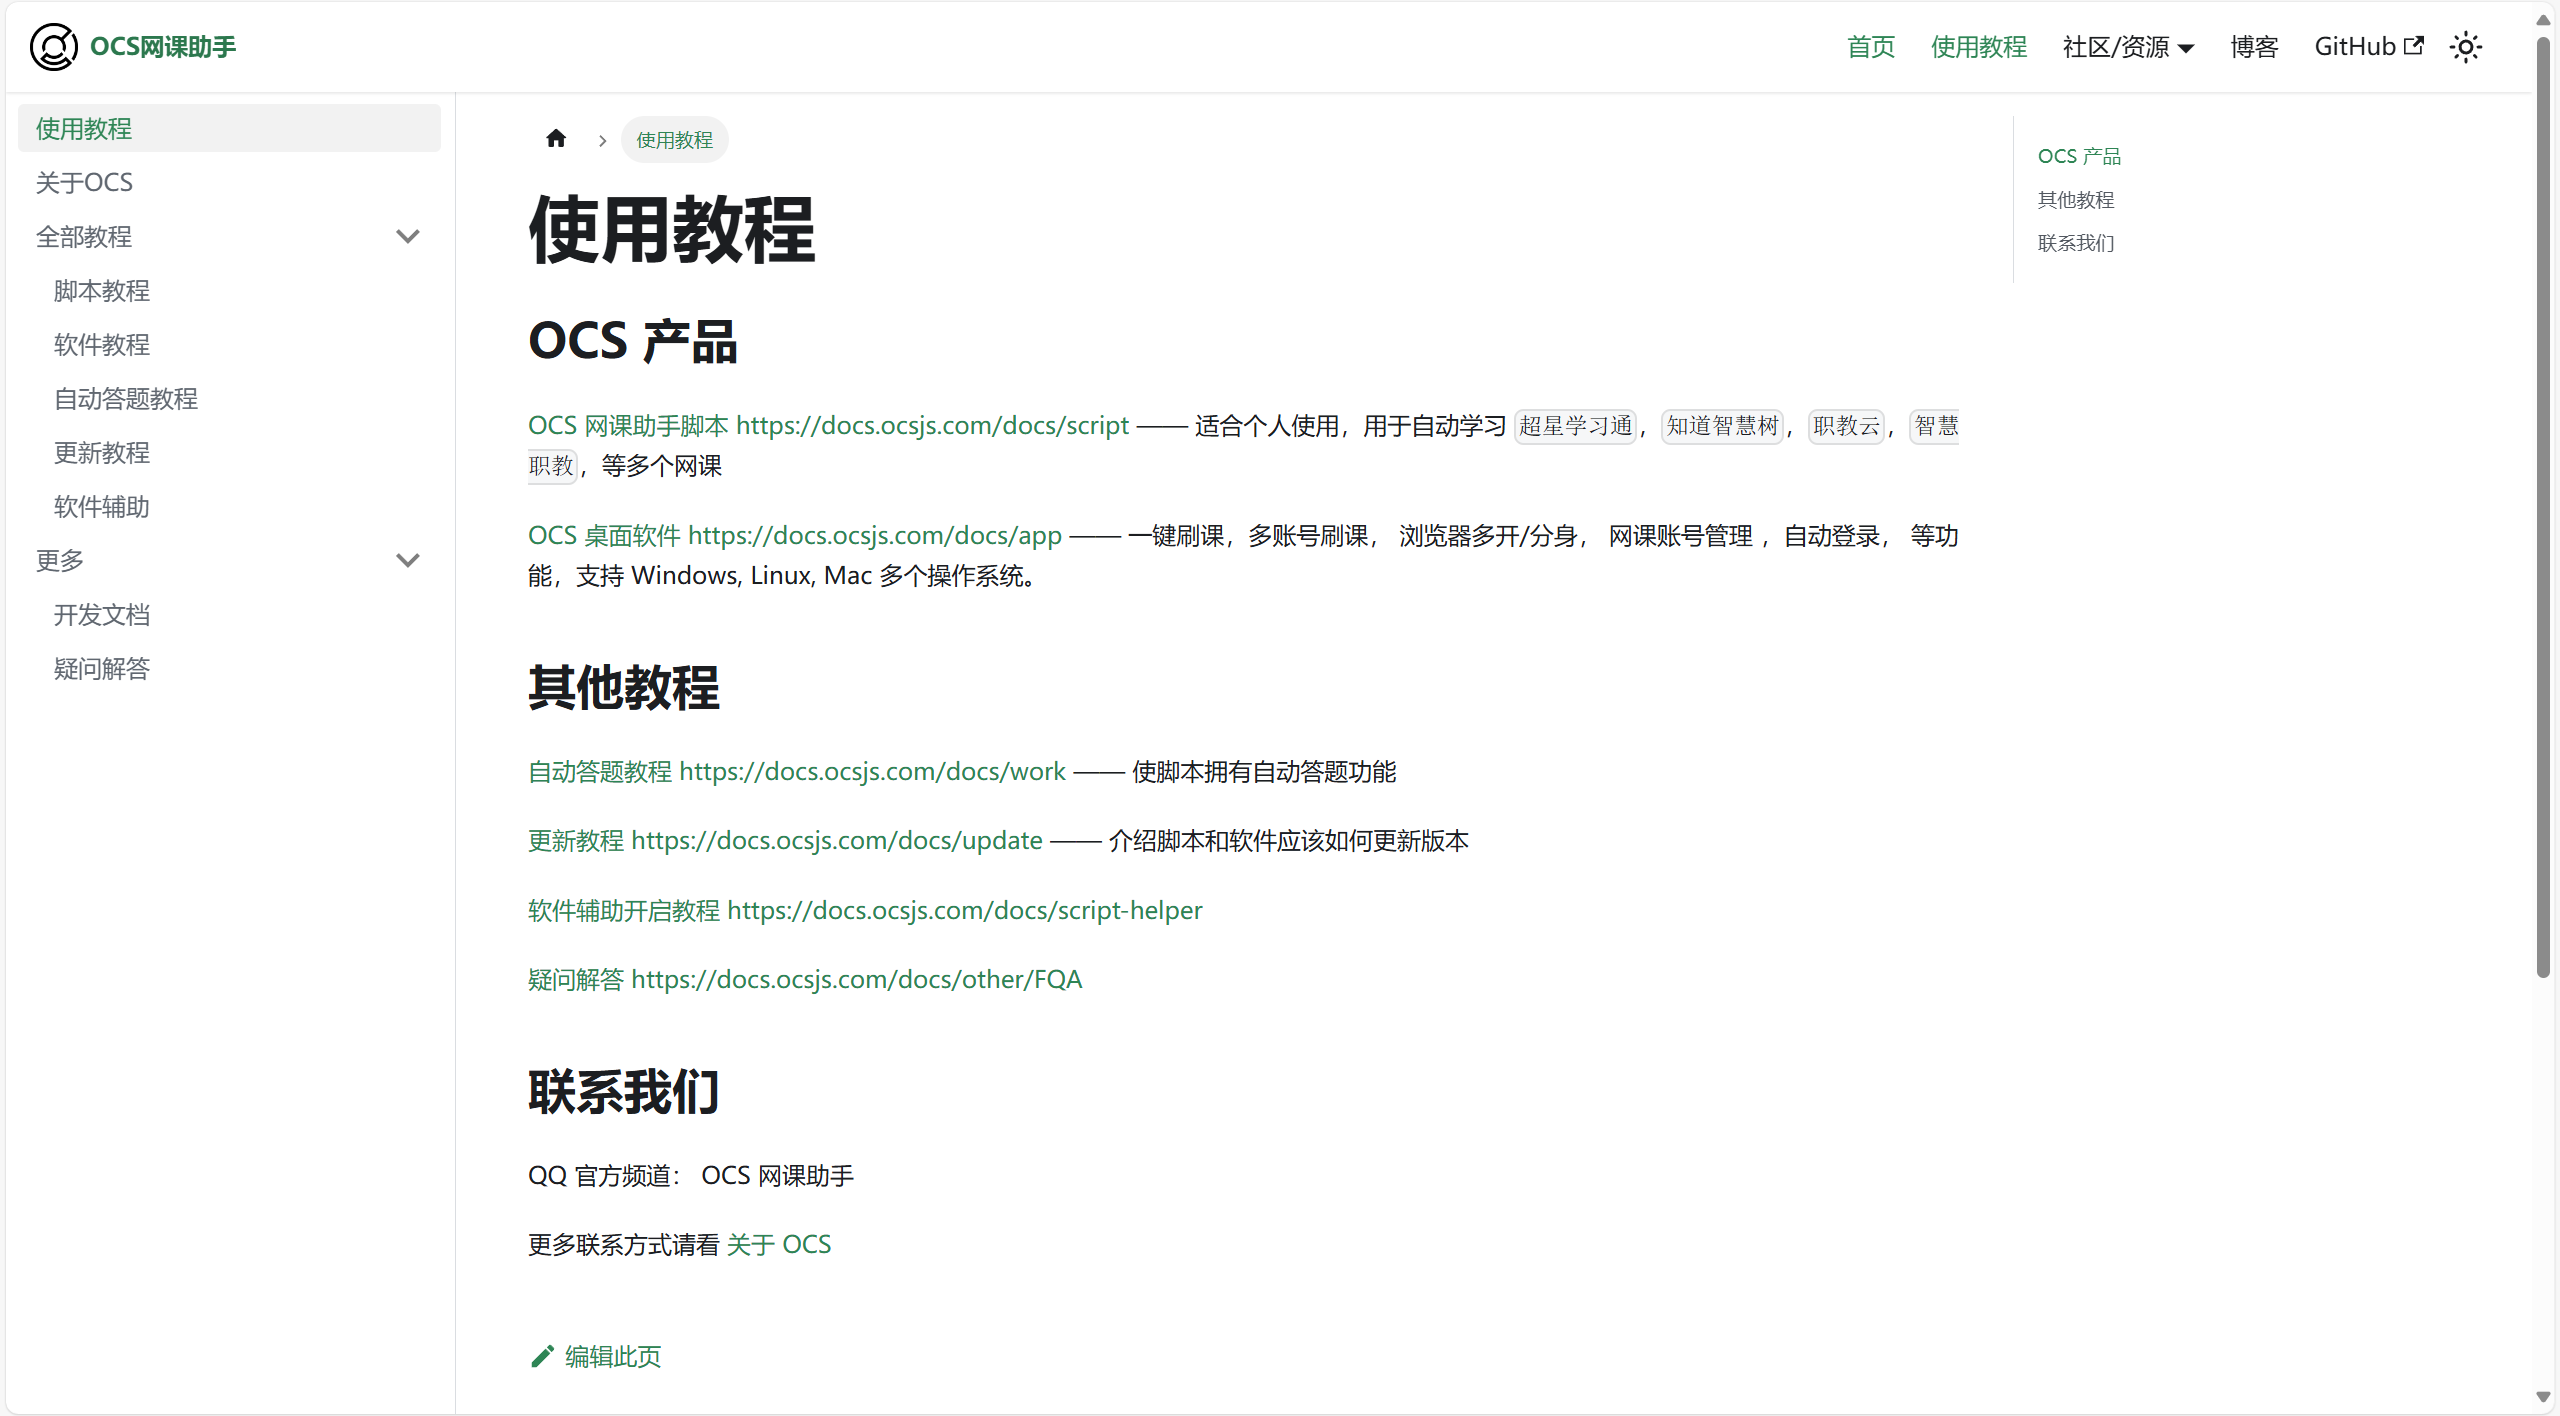 OCS网课助手
首页 使用教程 社区/资源 博客 GitHub
使用教程
关于OCS
全部教程
脚本教程
软件教程
自动答题教程
更新教程
软件辅助
更多
开发文档
疑问解答
使用教程
使用教程
OCS 产品
OCS 网课助手脚本 https://docs.ocsjs.com/docs/script —— 适合个人使用，用于自动学习 超星学习通，知道智慧树，职教云，智慧
职教，等多个网课
OCS 桌面软件 https://docs.ocsjs.com/docs/app —— 一键刷课，多账号刷课， 浏览器多开/分身， 网课账号管理 ，自动登录， 等功
能，支持 Windows, Linux, Mac 多个操作系统。
其他教程
自动答题教程 https://docs.ocsjs.com/docs/work —— 使脚本拥有自动答题功能
更新教程 https://docs.ocsjs.com/docs/update —— 介绍脚本和软件应该如何更新版本
软件辅助开启教程 https://docs.ocsjs.com/docs/script-helper
疑问解答 https://docs.ocsjs.com/docs/other/FQA
联系我们
QQ 官方频道： OCS 网课助手
更多联系方式请看 关于 OCS
编辑此页
OCS 产品
其他教程
联系我们